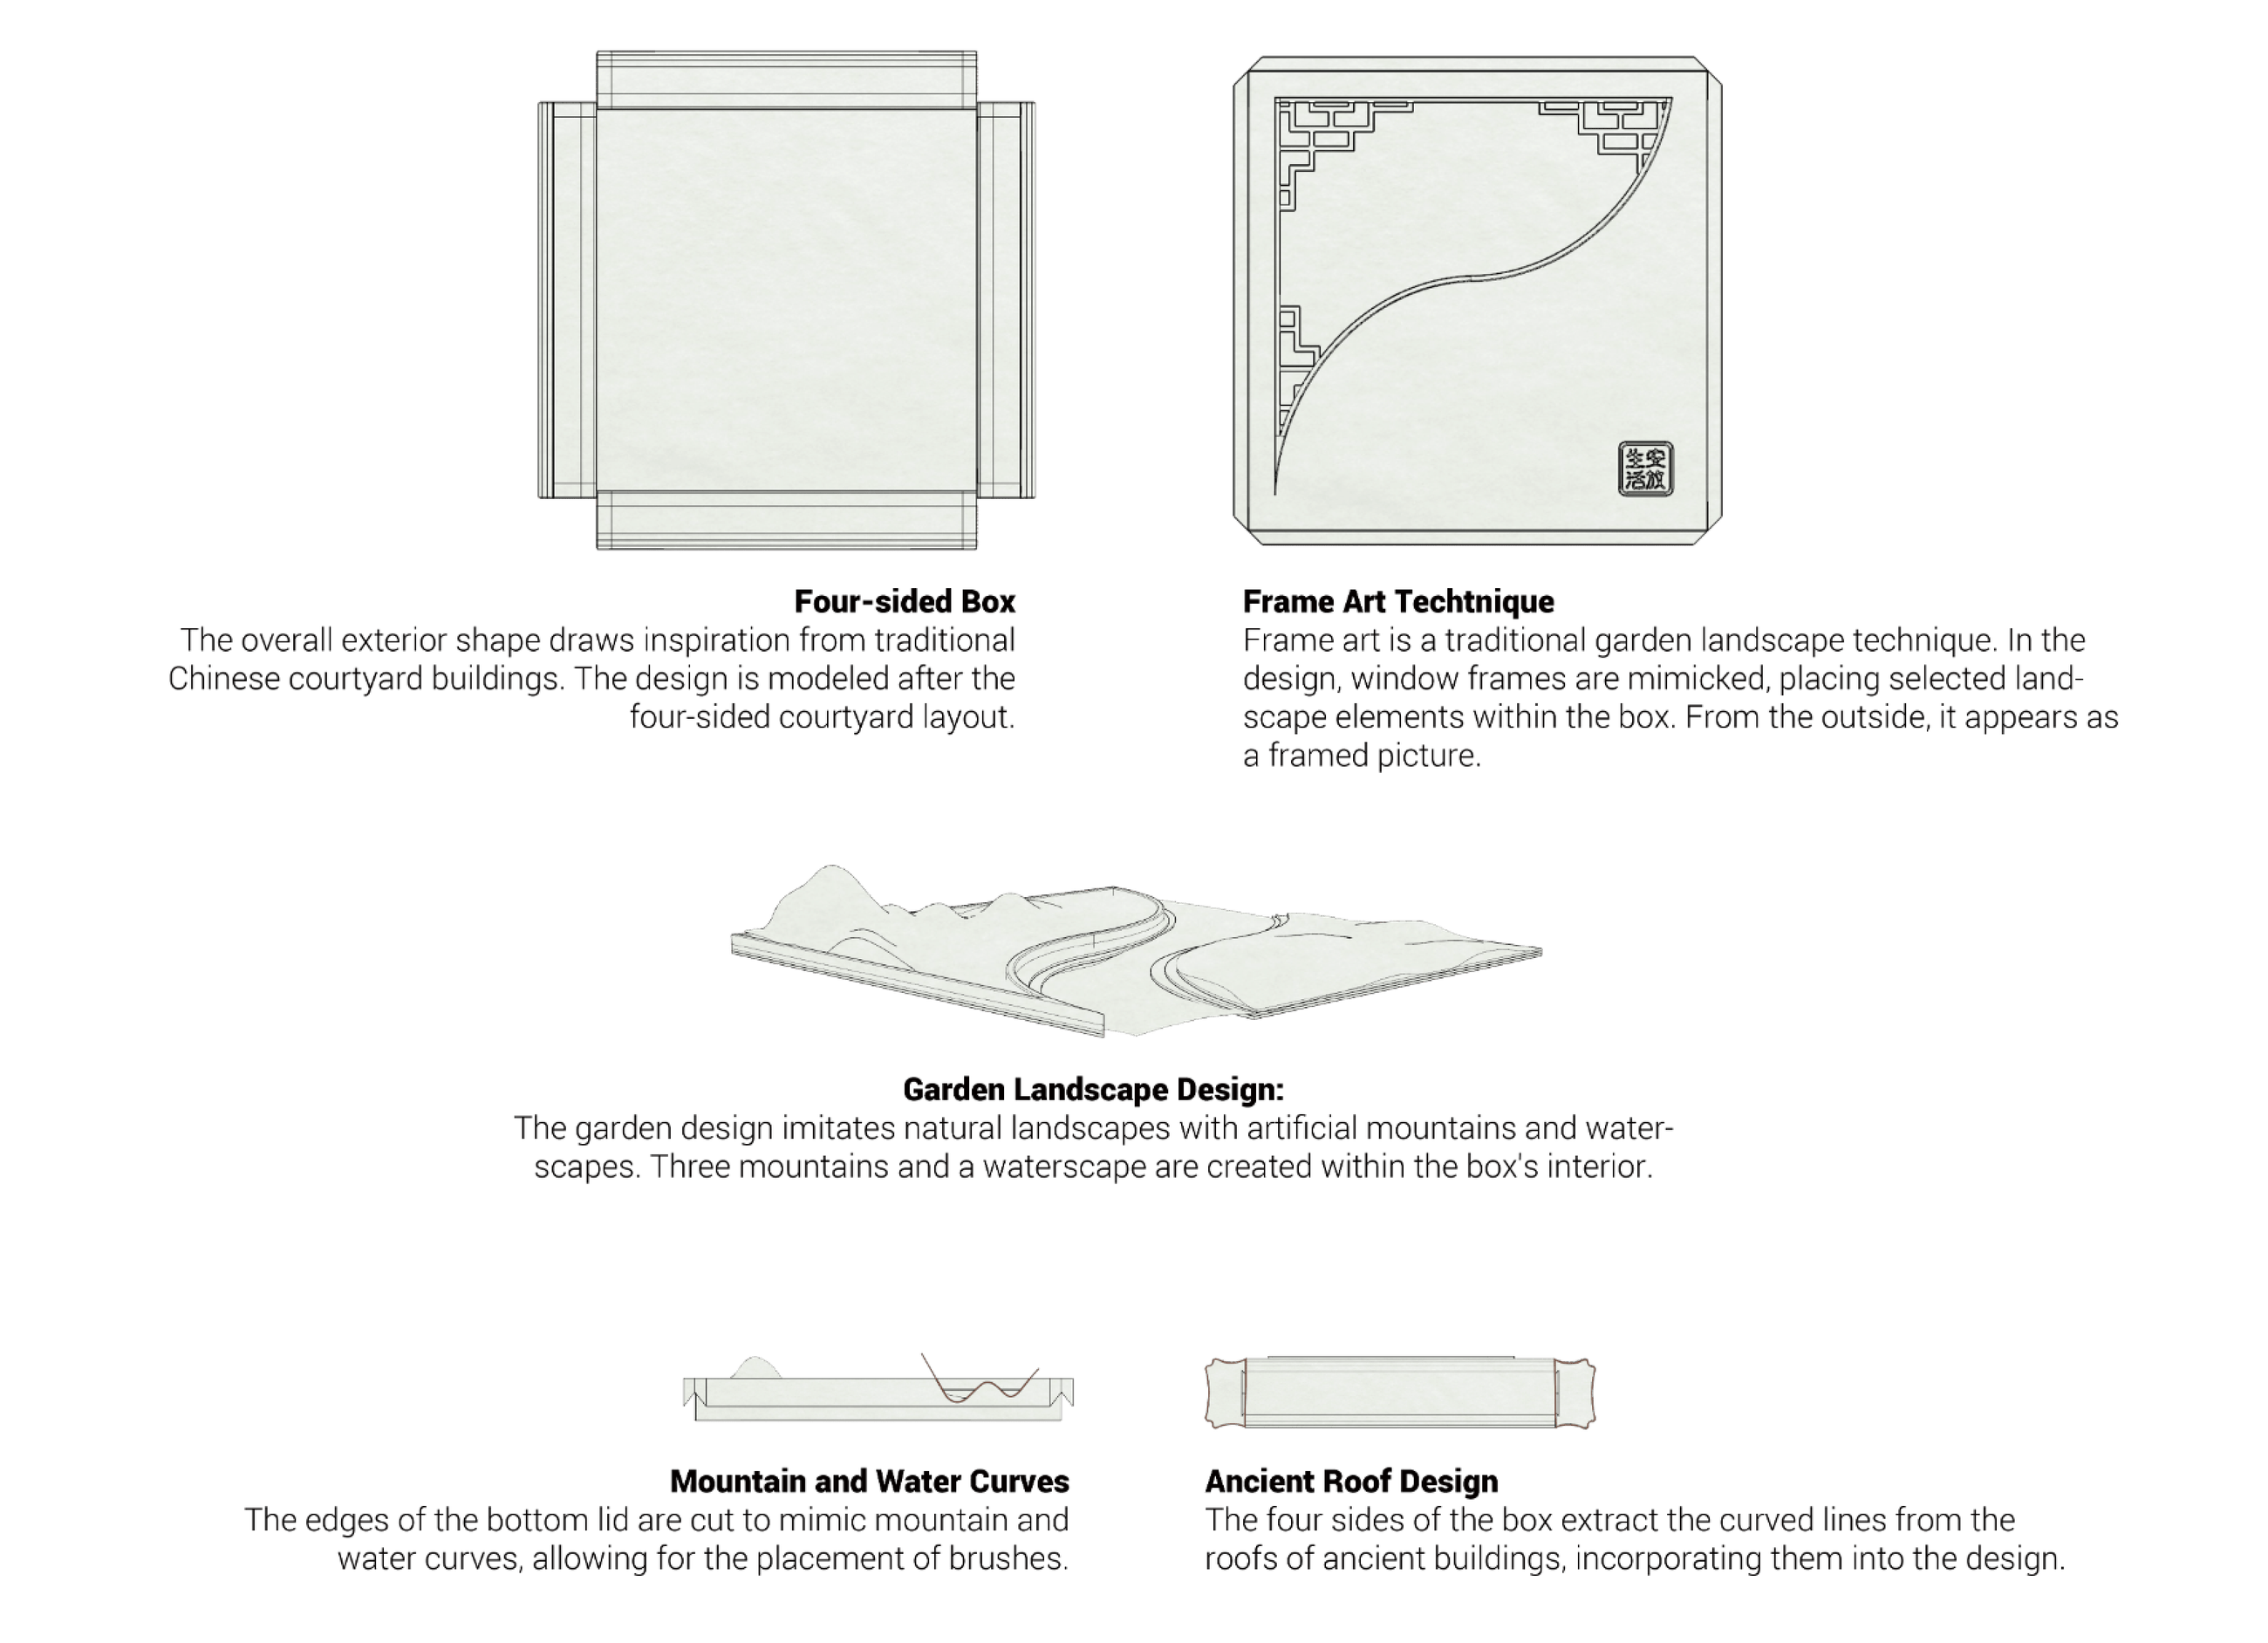 生安
活放
Four-sided Box
The overall exterior shape draws inspiration from traditional
Chinese courtyard buildings. The design is modeled after the
four-sided courtyard layout.
Frame Art Techtnique
Frame art is a traditional garden landscape technique. In the
design, window frames are mimicked, placing selected land-
scape elements within the box. From the outside, it appears as
a framed picture.
Garden Landscape Design:
The garden design imitates natural landscapes with artificial mountains and water-
scapes. Three mountains and a waterscape are created within the box's interior.
Mountain and Water Curves
The edges of the bottom lid are cut to mimic mountain and
water curves, allowing for the placement of brushes.
Ancient Roof Design
The four sides of the box extract the curved lines from the
roofs of ancient buildings, incorporating them into the design.